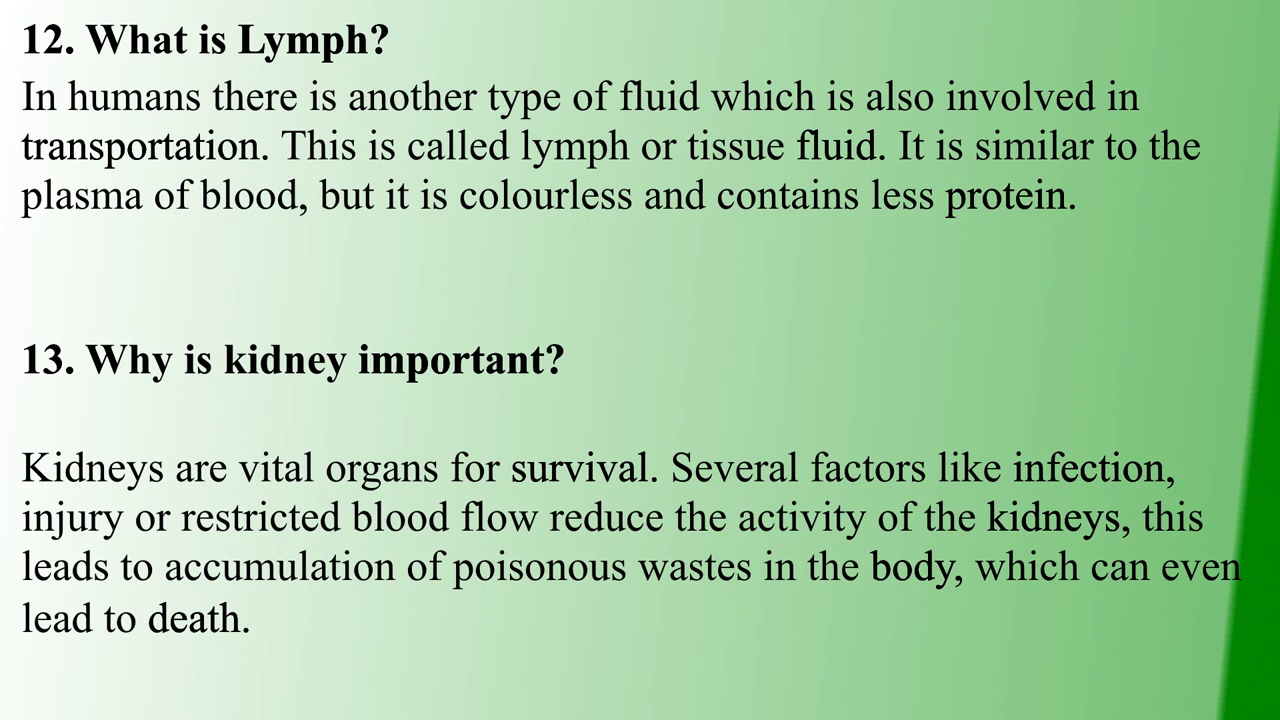 12. What is Lymph?
In humans there is another type of fluid which is also involved in
transportation. This is called lymph or tissue fluid. It is similar to the
plasma of blood, but it is colourless and contains less protein.
13. Why is kidney important?
Kidneys are vital organs for survival. Several factors like infection,
injury or restricted blood flow reduce the activity of the kidneys, this
leads to accumulation of poisonous wastes in the body, which can even
lead to death.